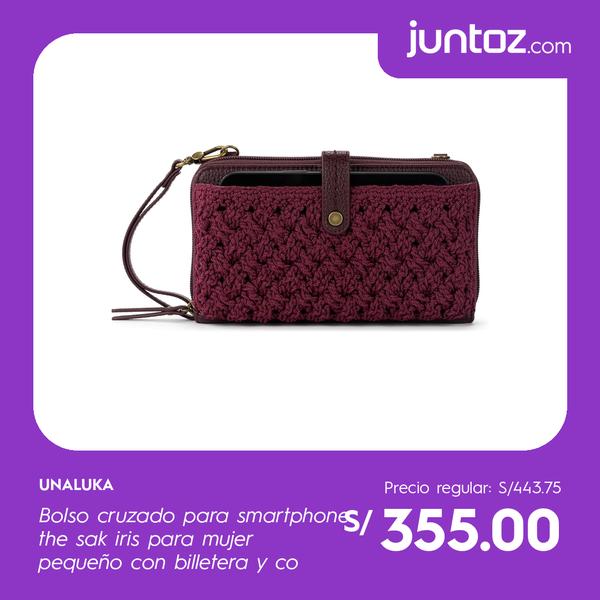 juntoz.com
UNALUKA
Bolso cruzado para smartphone
the sak iris para mujer
pequeño con billetera y co
Precio regular: S/443.75
S/ 355.00